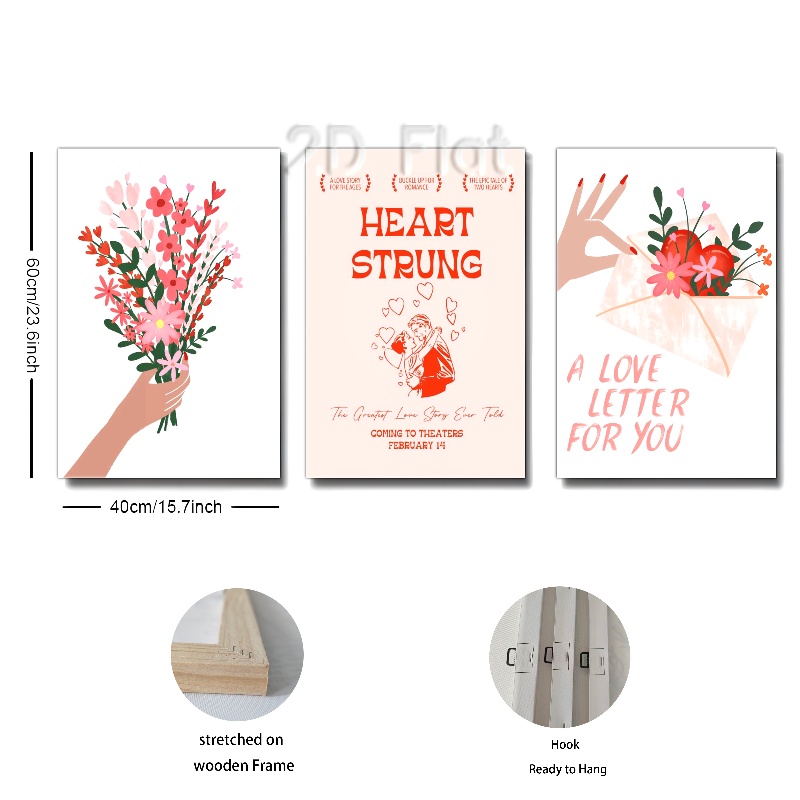 2D Flat
A LOVE STORY
FOR THE AGES
BUCKLE UP FOR
ROMANCE
THE EPIC TALE OF
TWO HEARTS
HEART
STRUNG
The Greatest Love Story Ever Told
COMING TO THEATERS
FEBRUARY 14
A LOVE
LETTER
FOR YOU
60cm/23.6inch
40cm/15.7inch
stretched on
wooden Frame
Hook
Ready to Hang